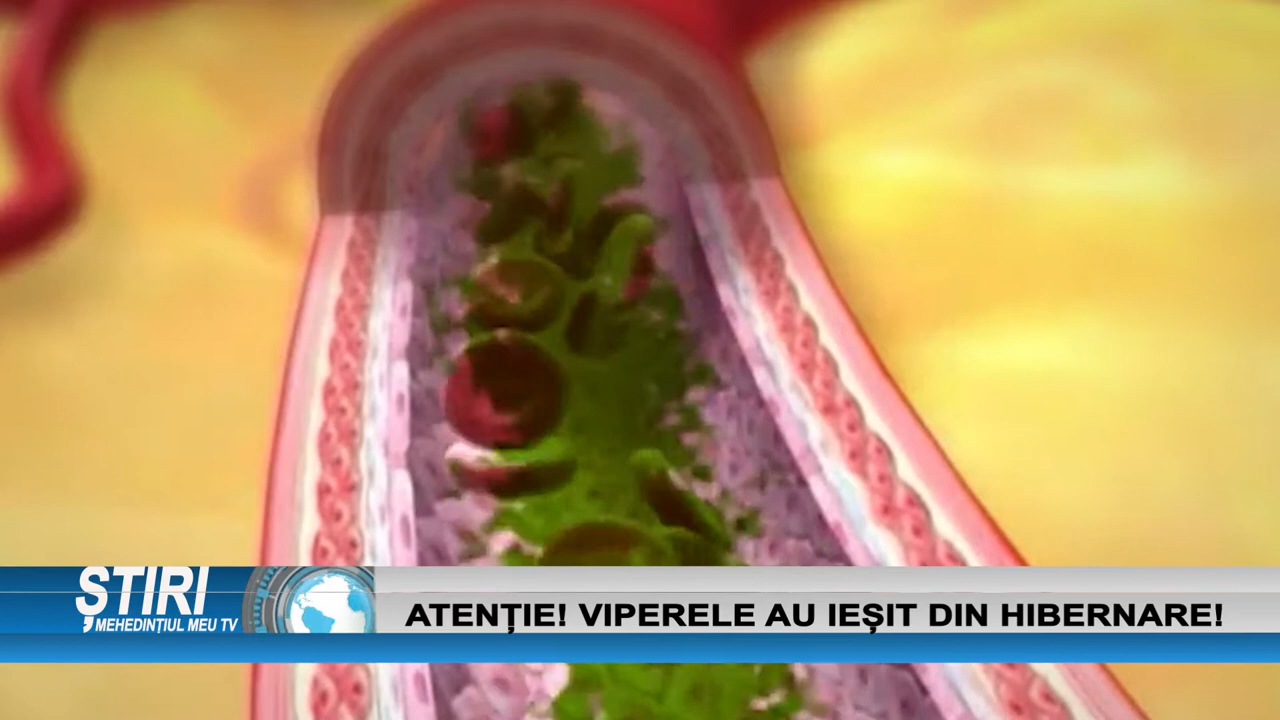 ȘTIRI
MEHEDINȚIUL MEU TV
ATENȚIE! VIPERELE AU IEȘIT DIN HIBERNARE!